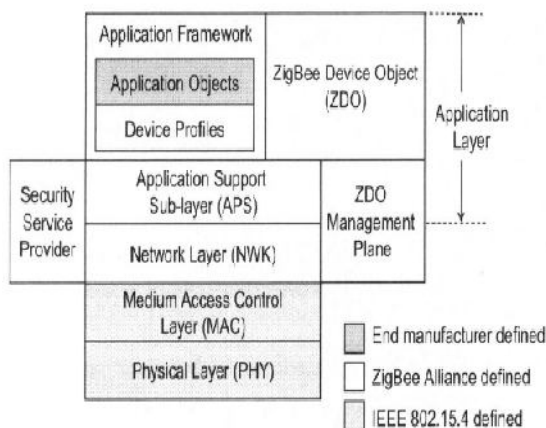 Application Framework
Application Objects
Device Profiles
ZigBee Device Object
(ZDO)
Application
Layer
Security
Service
Provider
Application Support
Sub-layer (APS)
Network Layer (NWK)
ZDO
Management
Plane
Medium Access Control
Layer (MAC)
Physical Layer (PHY)
End manufacturer defined
ZigBee Alliance defined
IEEE 802.15.4 defined